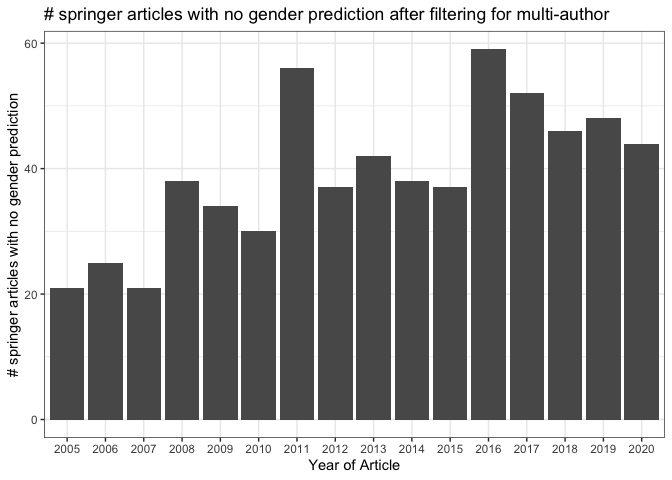 # springer articles with no gender prediction after filtering for multi-author
# springer articles with no gender prediction
60
40
20
0
2005 2006 2007 2008 2009 2010 2011 2012 2013 2014 2015 2016 2017 2018 2019 2020
Year of Article